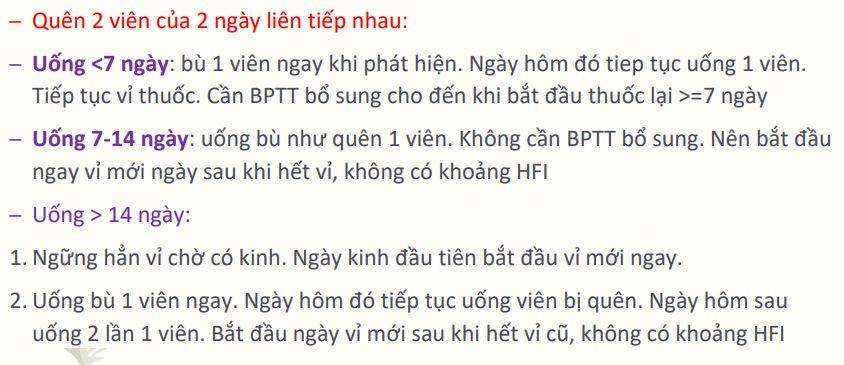 – Quên 2 viên của 2 ngày liên tiếp nhau:
– Uống <7 ngày: bù 1 viên ngay khi phát hiện. Ngày hôm đó tiep tục uống 1 viên.
Tiếp tục vỉ thuốc. Cần BPTT bổ sung cho đến khi bắt đầu thuốc lại >=7 ngày
– Uống 7-14 ngày: uống bù như quên 1 viên. Không cần BPTT bổ sung. Nên bắt đầu
ngay vỉ mới ngày sau khi hết vỉ, không có khoảng HFI
– Uống > 14 ngày:
1. Ngững hẳn vỉ chờ có kinh. Ngày kinh đầu tiên bắt đầu vỉ mới ngay.
2. Uống bù 1 viên ngay. Ngày hôm đó tiếp tục uống viên bị quên. Ngày hôm sau
uống 2 lần 1 viên. Bắt đầu ngày vỉ mới sau khi hết vỉ cũ, không có khoảng HFI